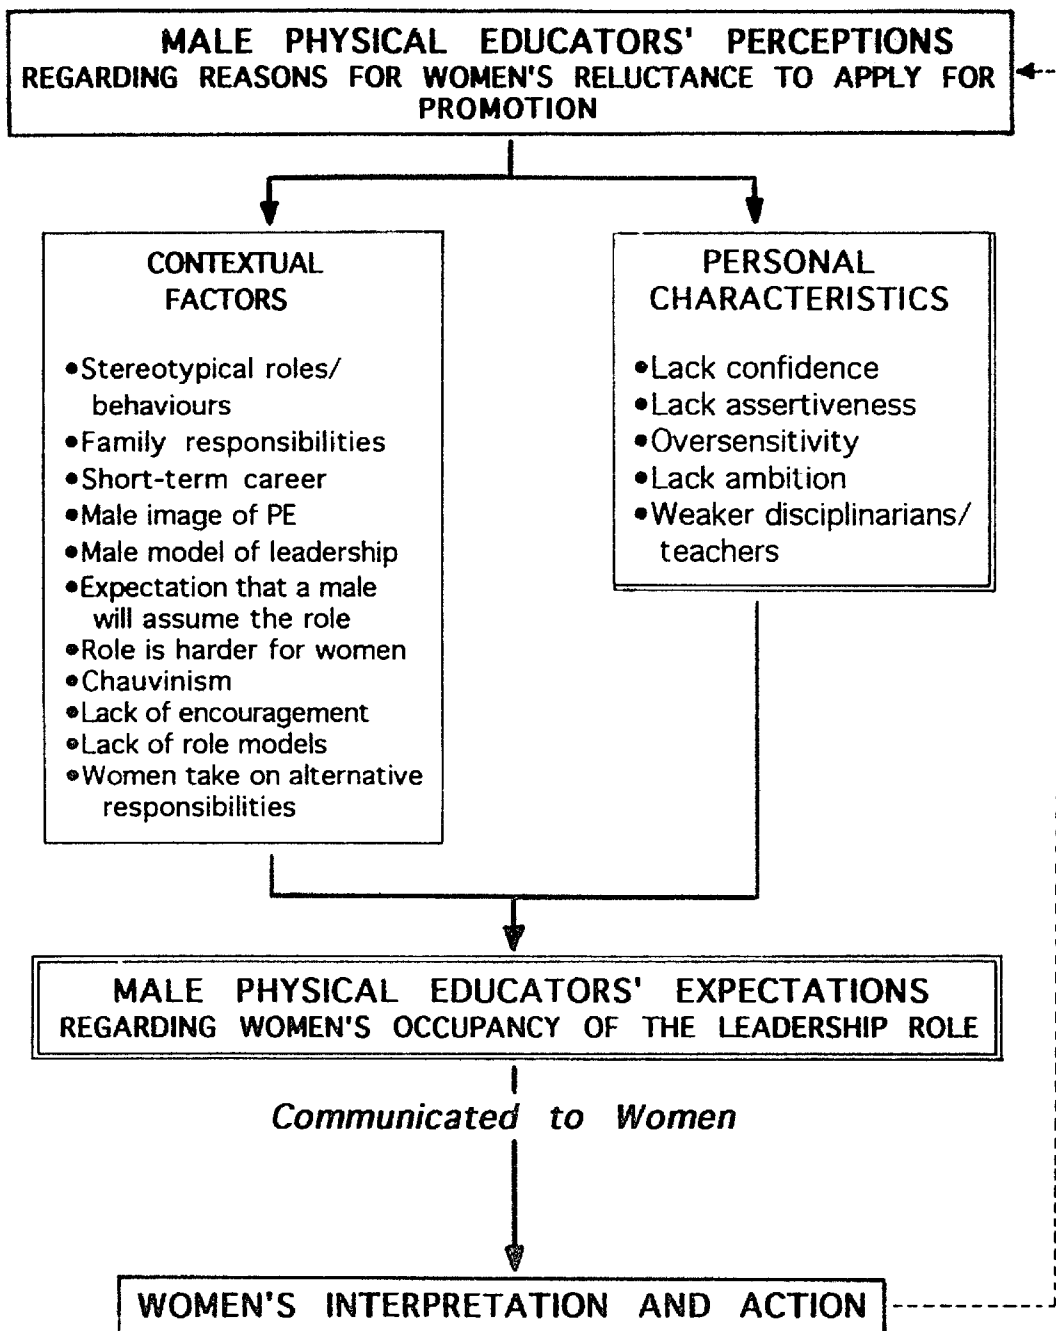 MALE PHYSICAL EDUCATORS' PERCEPTIONS
REGARDING REASONS FOR WOMEN'S RELUCTANCE TO APPLY FOR
PROMOTION
CONTEXTUAL
FACTORS
•Stereotypical roles/
behaviours
•Family responsibilities
•Short-term career
•Male image of PE
•Male model of leadership
•Expectation that a male
will assume the role
•Role is harder for women
•Chauvinism
•Lack of encouragement
•Lack of role models
•Women take on alternative
responsibilities
PERSONAL
CHARACTERISTICS
•Lack confidence
•Lack assertiveness
•Oversensitivity
•Lack ambition
•Weaker disciplinarians/
teachers
MALE PHYSICAL EDUCATORS' EXPECTATIONS
REGARDING WOMEN'S OCCUPANCY OF THE LEADERSHIP ROLE
Communicated to Women
WOMEN'S INTERPRETATION AND ACTION